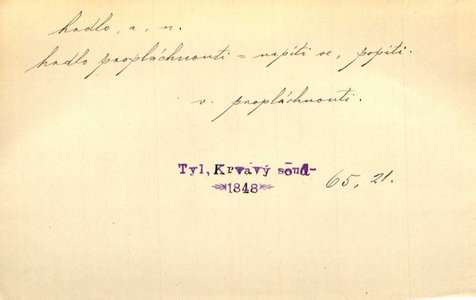 hrdlo, a, n.
hrdlo propláchnouti = napíti se, popíti.
v. propláchnouti.
Tyl, Krvavý soud-
1848
65, 21.